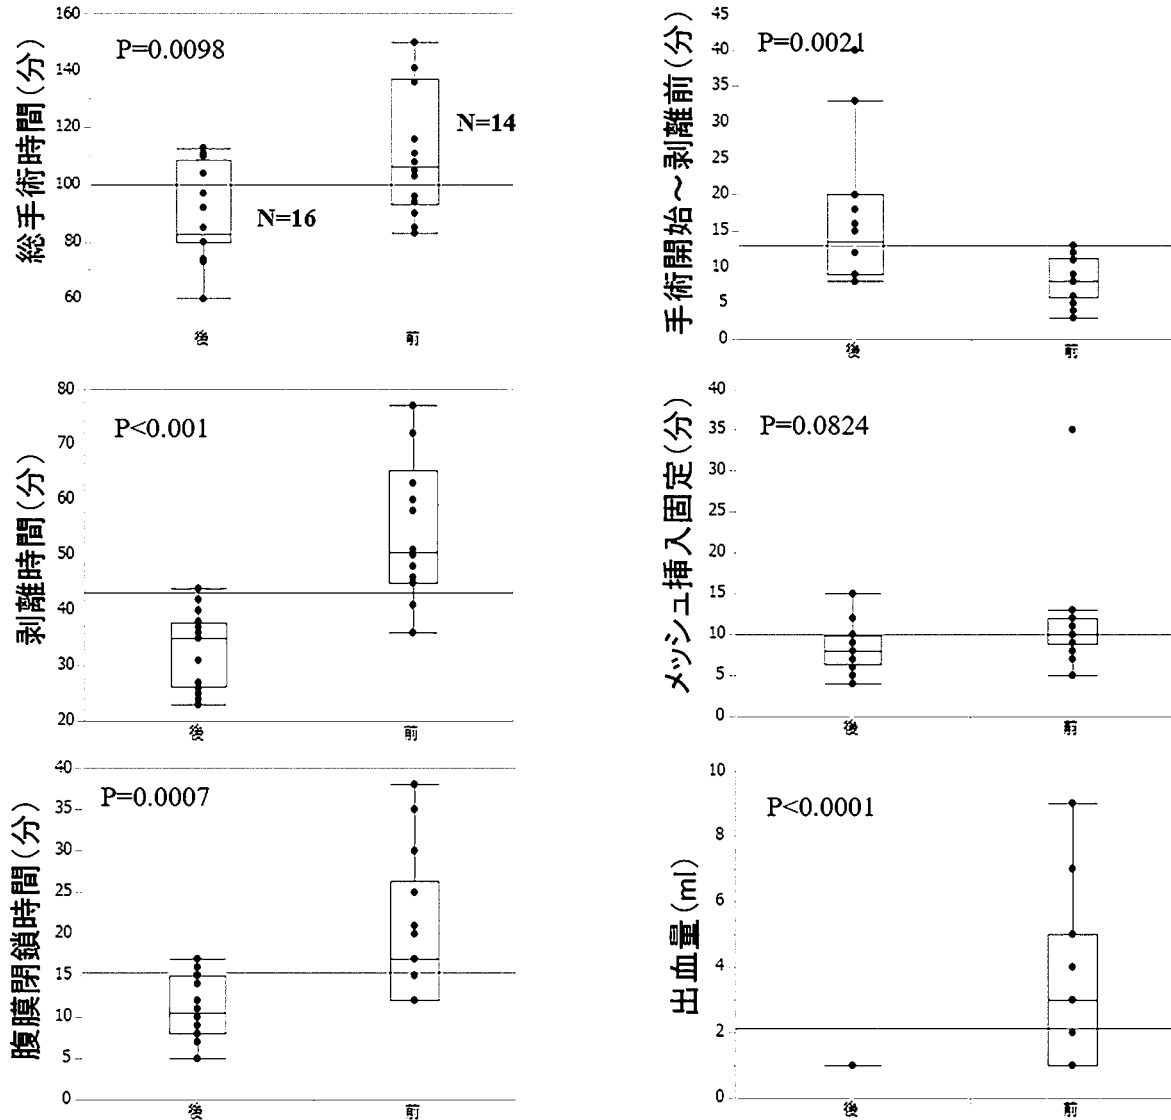 総手術時間(分)
160
140
120
100
80
60
P=0.0098
N=14
N=16
後
前
手術開始～剥離前(分)
45
40
35
30
25
20
15
10
5
0
P=0.0021
後
前
剥離時間(分)
80
70
60
50
40
30
20
P<0.001
後
前
メッシュ挿入固定(分)
40
35
30
25
20
15
10
5
0
P=0.0824
後
前
腹膜閉鎖時間(分)
40
35
30
25
20
15
10
5
0
P=0.0007
後
前
出血量(ml)
10
8
6
4
2
0
P<0.0001
後
前